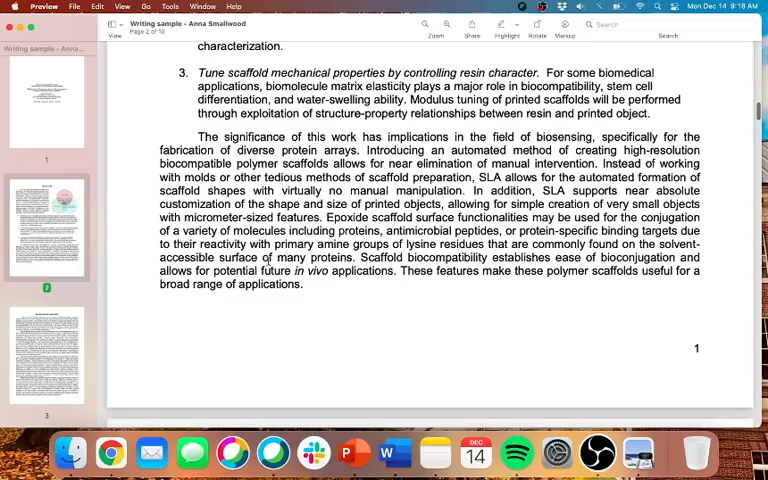 Preview File Edit View Go Tools Window Help Mon Dec 14 9:18 AM
Writing sample - Anna Smallwood
Page 2 of 19
View Zoom Share Highlight Rotate Markup Search
Search
Writing sample - Anna...
1
2
3
characterization.
3. Tune scaffold mechanical properties by controlling resin character. For some biomedical
applications, biomolecule matrix elasticity plays a major role in biocompatibility, stem cell
differentiation, and water-swelling ability. Modulus tuning of printed scaffolds will be performed
through exploitation of structure-property relationships between resin and printed object.
The significance of this work has implications in the field of biosensing, specifically for the
fabrication of diverse protein arrays. Introducing an automated method of creating high-resolution
biocompatible polymer scaffolds allows for near elimination of manual intervention. Instead of working
with molds or other tedious methods of scaffold preparation, SLA allows for the automated formation of
scaffold shapes with virtually no manual manipulation. In addition, SLA supports near absolute
customization of the shape and size of printed objects, allowing for simple creation of very small objects
with micrometer-sized features. Epoxide scaffold surface functionalities may be used for the conjugation
of a variety of molecules including proteins, antimicrobial peptides, or protein-specific binding targets due
to their reactivity with primary amine groups of lysine residues that are commonly found on the solvent-
accessible surface of many proteins. Scaffold biocompatibility establishes ease of bioconjugation and
allows for potential future in vivo applications. These features make these polymer scaffolds useful for a
broad range of applications.
1
DEC
14